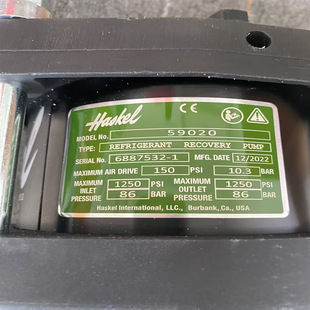 Haskel CE
MODEL No. 59020
TYPE: REFRIGERANT RECOVERY PUMP
SERIAL No. 6887532-1 MFG. DATE 12/2022
MAXIMUM AIR DRIVE 150 PSI 10.3 BAR
MAXIMUM INLET PRESSURE 1250 PSI 86 BAR MAXIMUM OUTLET PRESSURE 1250 PSI 86 BAR
Haskel International, LLC., Burbank, Ca., USA